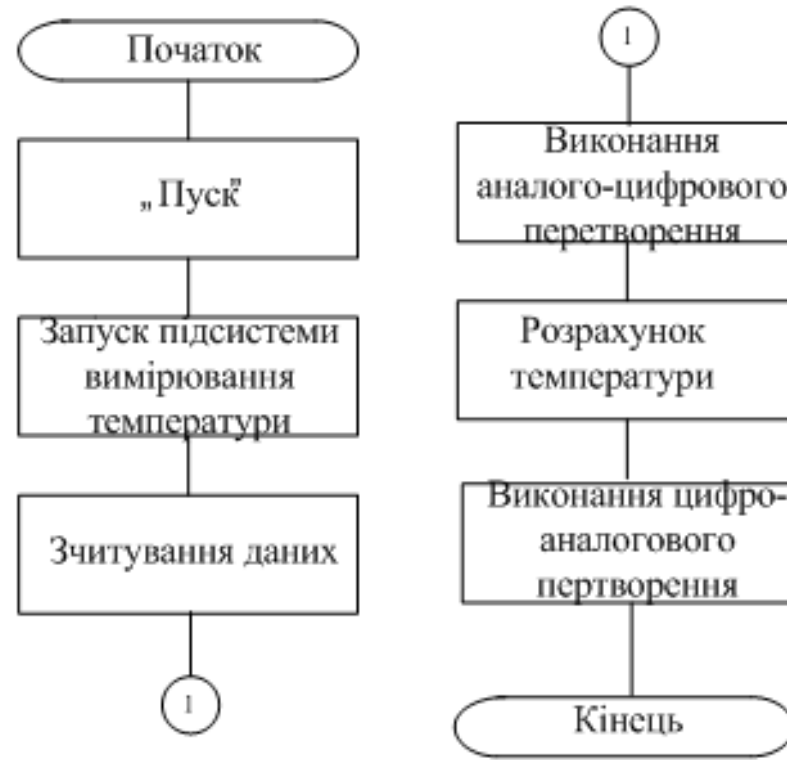 Початок
„Пуск”
Запуск підсистеми
вимірювання
температури
Зчитування даних
1
1
Виконання
аналого-цифрового
перетворення
Розрахунок
температури
Виконання цифро-
аналогового
пертворення
Кінець